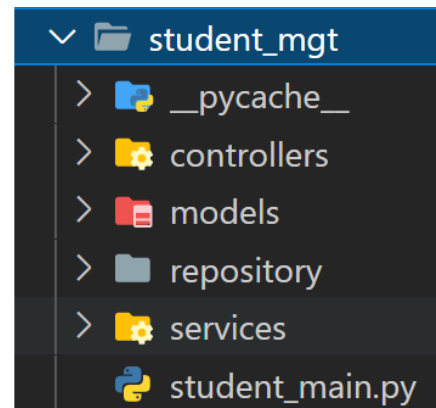 student_mgt
__pycache__
controllers
models
repository
services
student_main.py